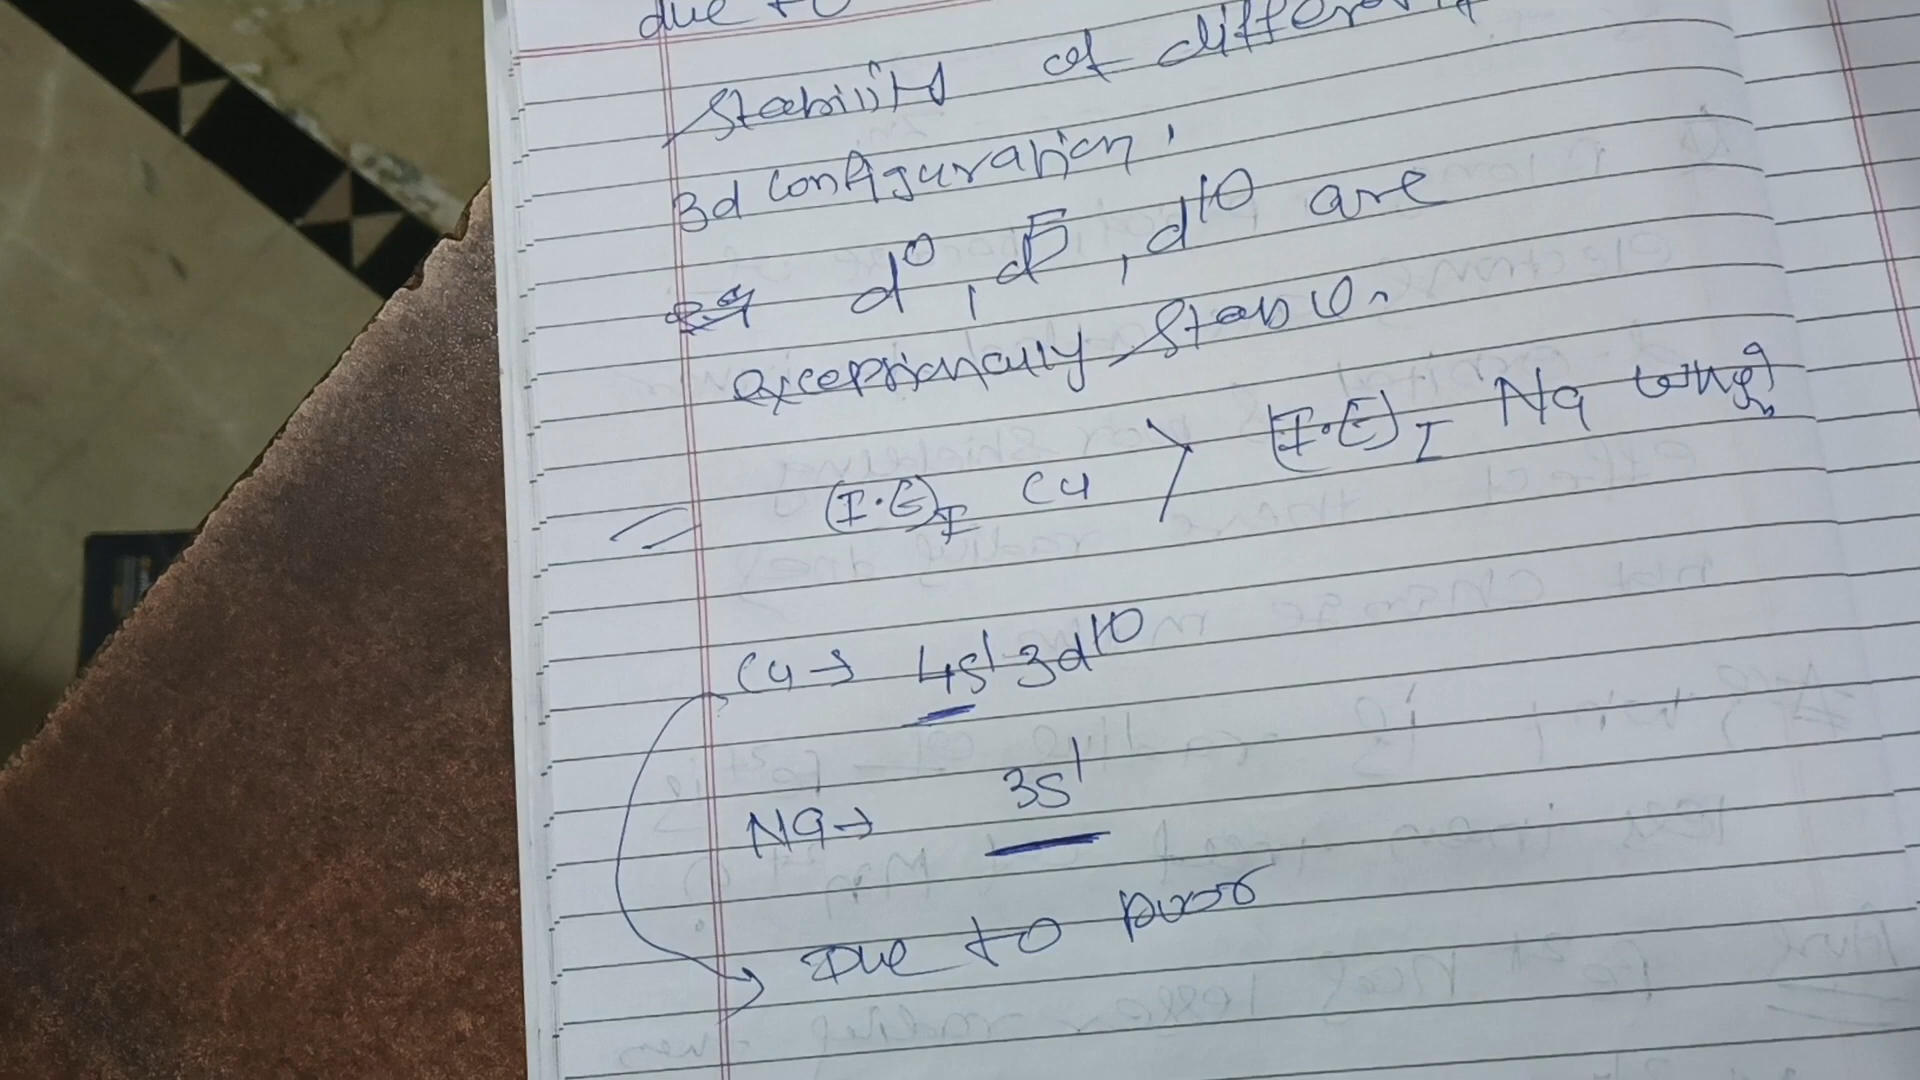 due to
stability of different
3d configuration.
eg d⁰, d⁵, d¹⁰ are
exceptionally stable.
(I.E)I Cu > (I.E)I Na why?
Cu → 4s¹ 3d¹⁰
Na → 3s¹
Due to poor